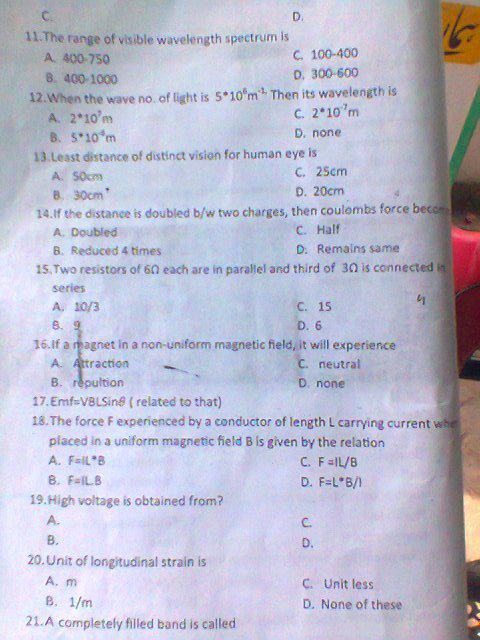 C. D.
11.The range of visible wavelength spectrum is
A. 400-750 C. 100-400
B. 400-1000 D. 300-600
12.When the wave no. of light is 5*10⁶m⁻¹. Then its wavelength is
A. 2*10⁷m C. 2*10⁻⁷m
B. 5*10⁻⁶m D. none
13.Least distance of distinct vision for human eye is
A. 50cm C. 25cm
B. 30cm D. 20cm
14.If the distance is doubled b/w two charges, then coulombs force becom
A. Doubled C. Half
B. Reduced 4 times D. Remains same
15.Two resistors of 6Ω each are in parallel and third of 3Ω is connected in
series
A. 10/3 C. 15
B. 9 D. 6
16.If a magnet in a non-uniform magnetic field, it will experience
A. Attraction C. neutral
B. repultion D. none
17.Emf=VBLSinθ ( related to that)
18.The force F experienced by a conductor of length L carrying current whe
placed in a uniform magnetic field B is given by the relation
A. F=IL*B C. F =IL/B
B. F=IL.B D. F=L*B/I
19.High voltage is obtained from?
A. C.
B. D.
20.Unit of longitudinal strain is
A. m C. Unit less
B. 1/m D. None of these
21.A completely filled band is called